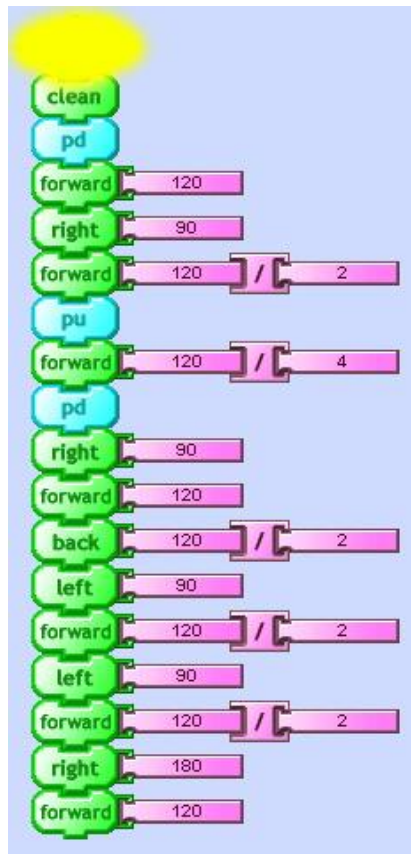 clean
pd
forward 120
right 90
forward 120 / 2
pu
forward 120 / 4
pd
right 90
forward 120
back 120 / 2
left 90
forward 120 / 2
left 90
forward 120 / 2
right 180
forward 120